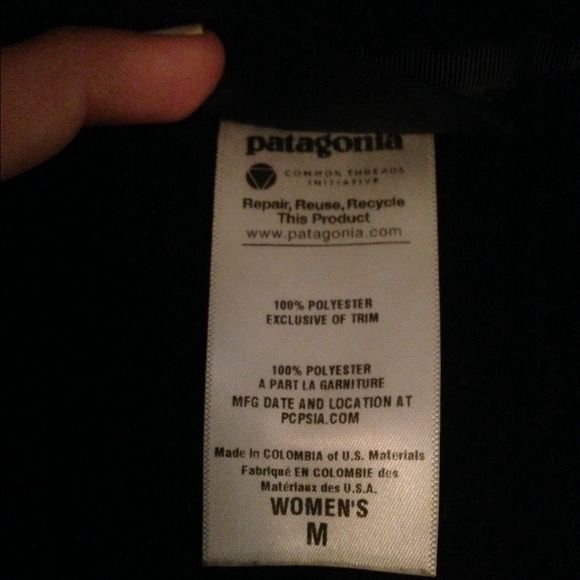 patagonia
COMMON THREADS
INITIATIVE
Repair, Reuse, Recycle
This Product
www.patagonia.com
100% POLYESTER
EXCLUSIVE OF TRIM
100% POLYESTER
A PART LA GARNITURE
MFG DATE AND LOCATION AT
PCPSIA.COM
Made in COLOMBIA of U.S. Materials
Fabriqué EN COLOMBIE des
Matériaux des U.S.A.
WOMEN'S
M